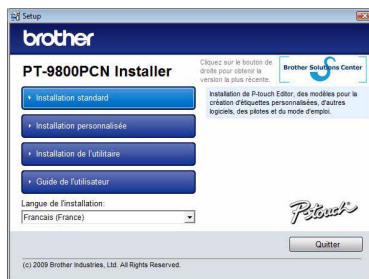 Setup
brother
PT-9800PCN Installer
Cliquez sur le bouton de
droite pour obtenir la
version la plus récente.
Brother Solutions Center
Installation standard
Installation personnalisée
Installation de l'utilitaire
Guide de l'utilisateur
Installation de P-touch Editor, des modèles pour la
création d'étiquettes personnalisées, d'autres
logiciels, des pilotes et du mode d'emploi.
Langue de l'installation:
Francais (France)
P-touch
Quitter
(c) 2009 Brother Industries, Ltd. All Rights Reserved.